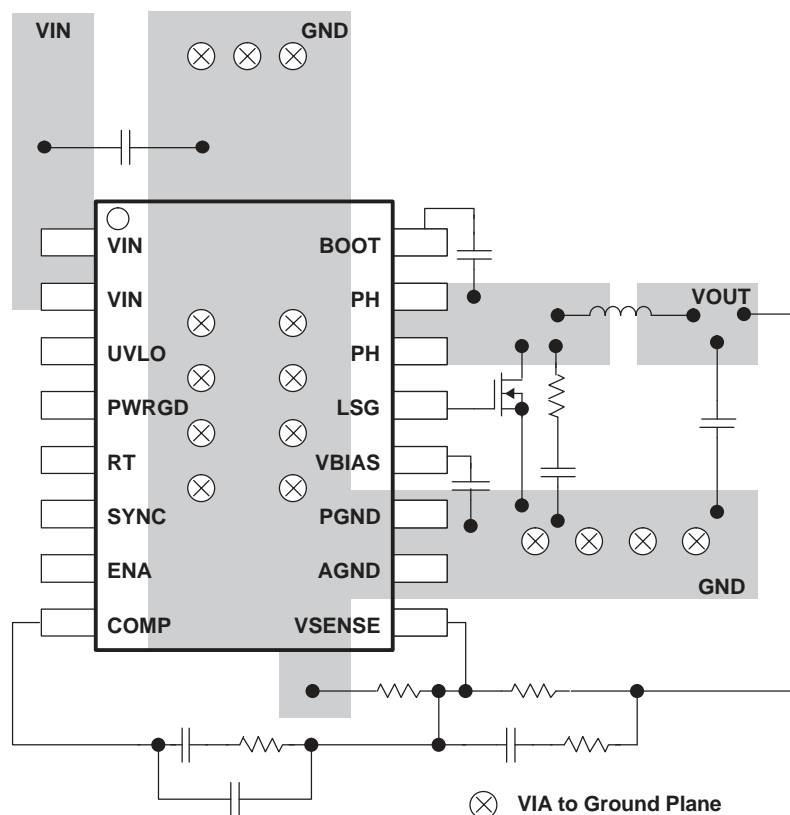 VIN
GND
VIN
BOOT
VIN
PH
VOUT
UVLO
PH
PWRGD
LSG
RT
VBIAS
SYNC
PGND
ENA
AGND
GND
COMP
VSENSE
VIA to Ground Plane